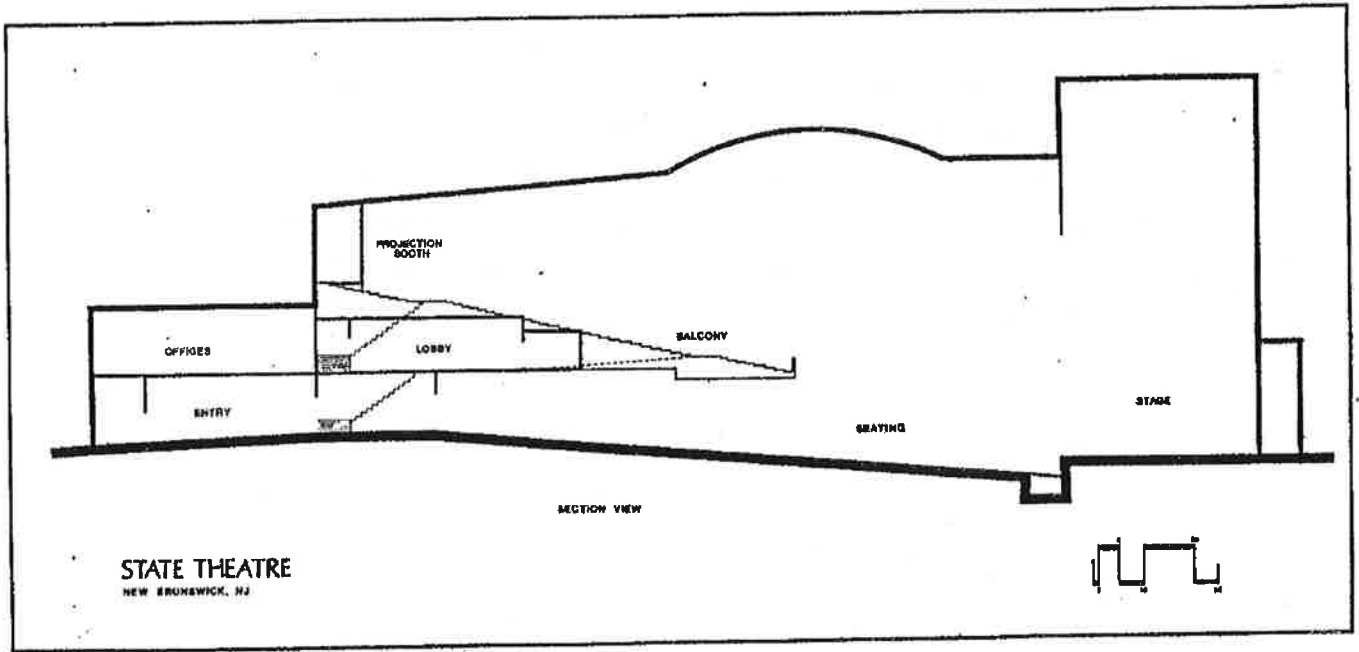 PROJECTION
BOOTH
OFFICES
LOBBY
BALCONY
ENTRY
STAGE
SEATING
SECTION VIEW
STATE THEATRE
NEW BRUNSWICK, NJ